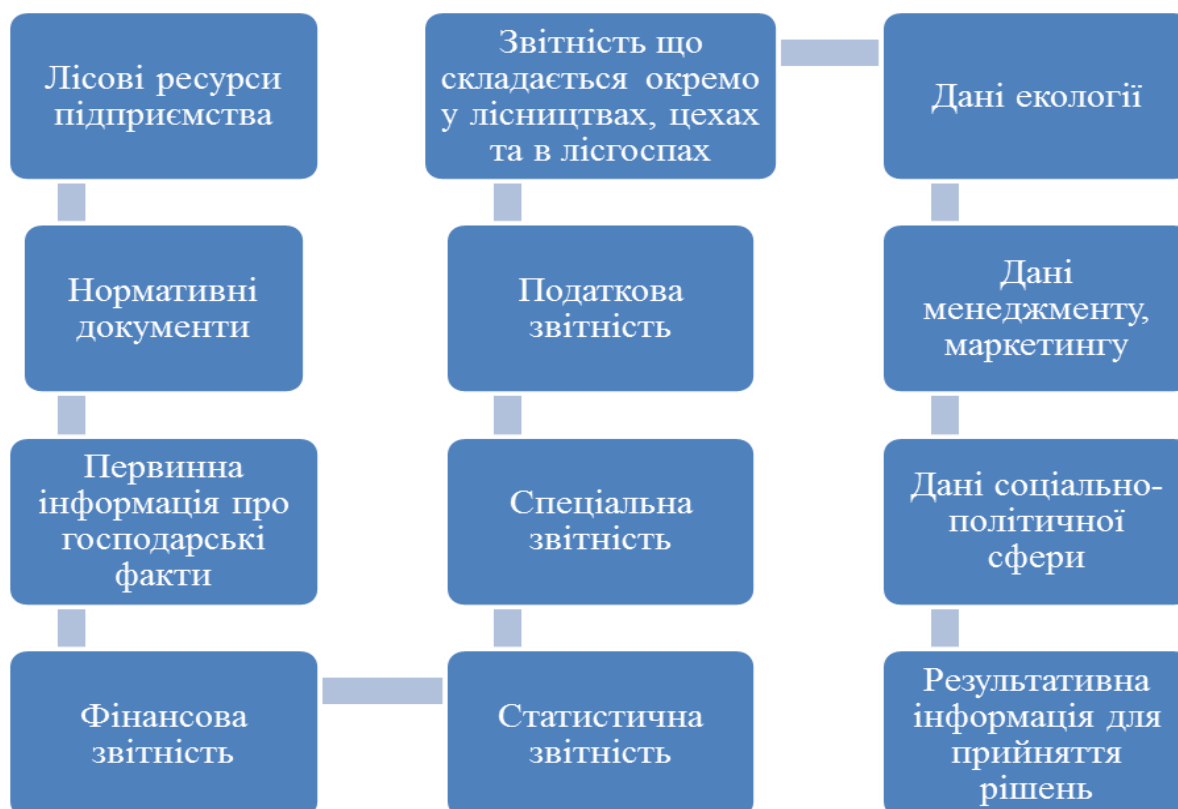 Лісові ресурси
підприємства
Нормативні
документи
Первинна
інформація про
господарські
факти
Фінансова
звітність
Статистична
звітність
Спеціальна
звітність
Податкова
звітність
Звітність що
складається окремо
у лісництвах, цехах
та в лісгоспах
Дані екології
Дані
менеджменту,
маркетингу
Дані соціально-
політичної
сфери
Результативна
інформація для
прийняття
рішень